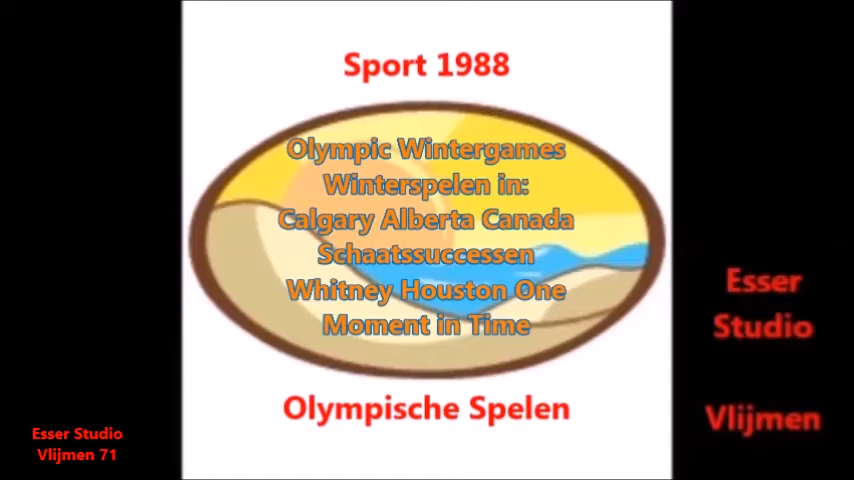 Sport 1988
Olympic Wintergames
Winterspelen in:
Calgary Alberta Canada
Schaatssuccessen
Whitney Houston One
Moment in Time
Olympische Spelen
Esser
Studio
Vlijmen
Esser Studio
Vlijmen 71